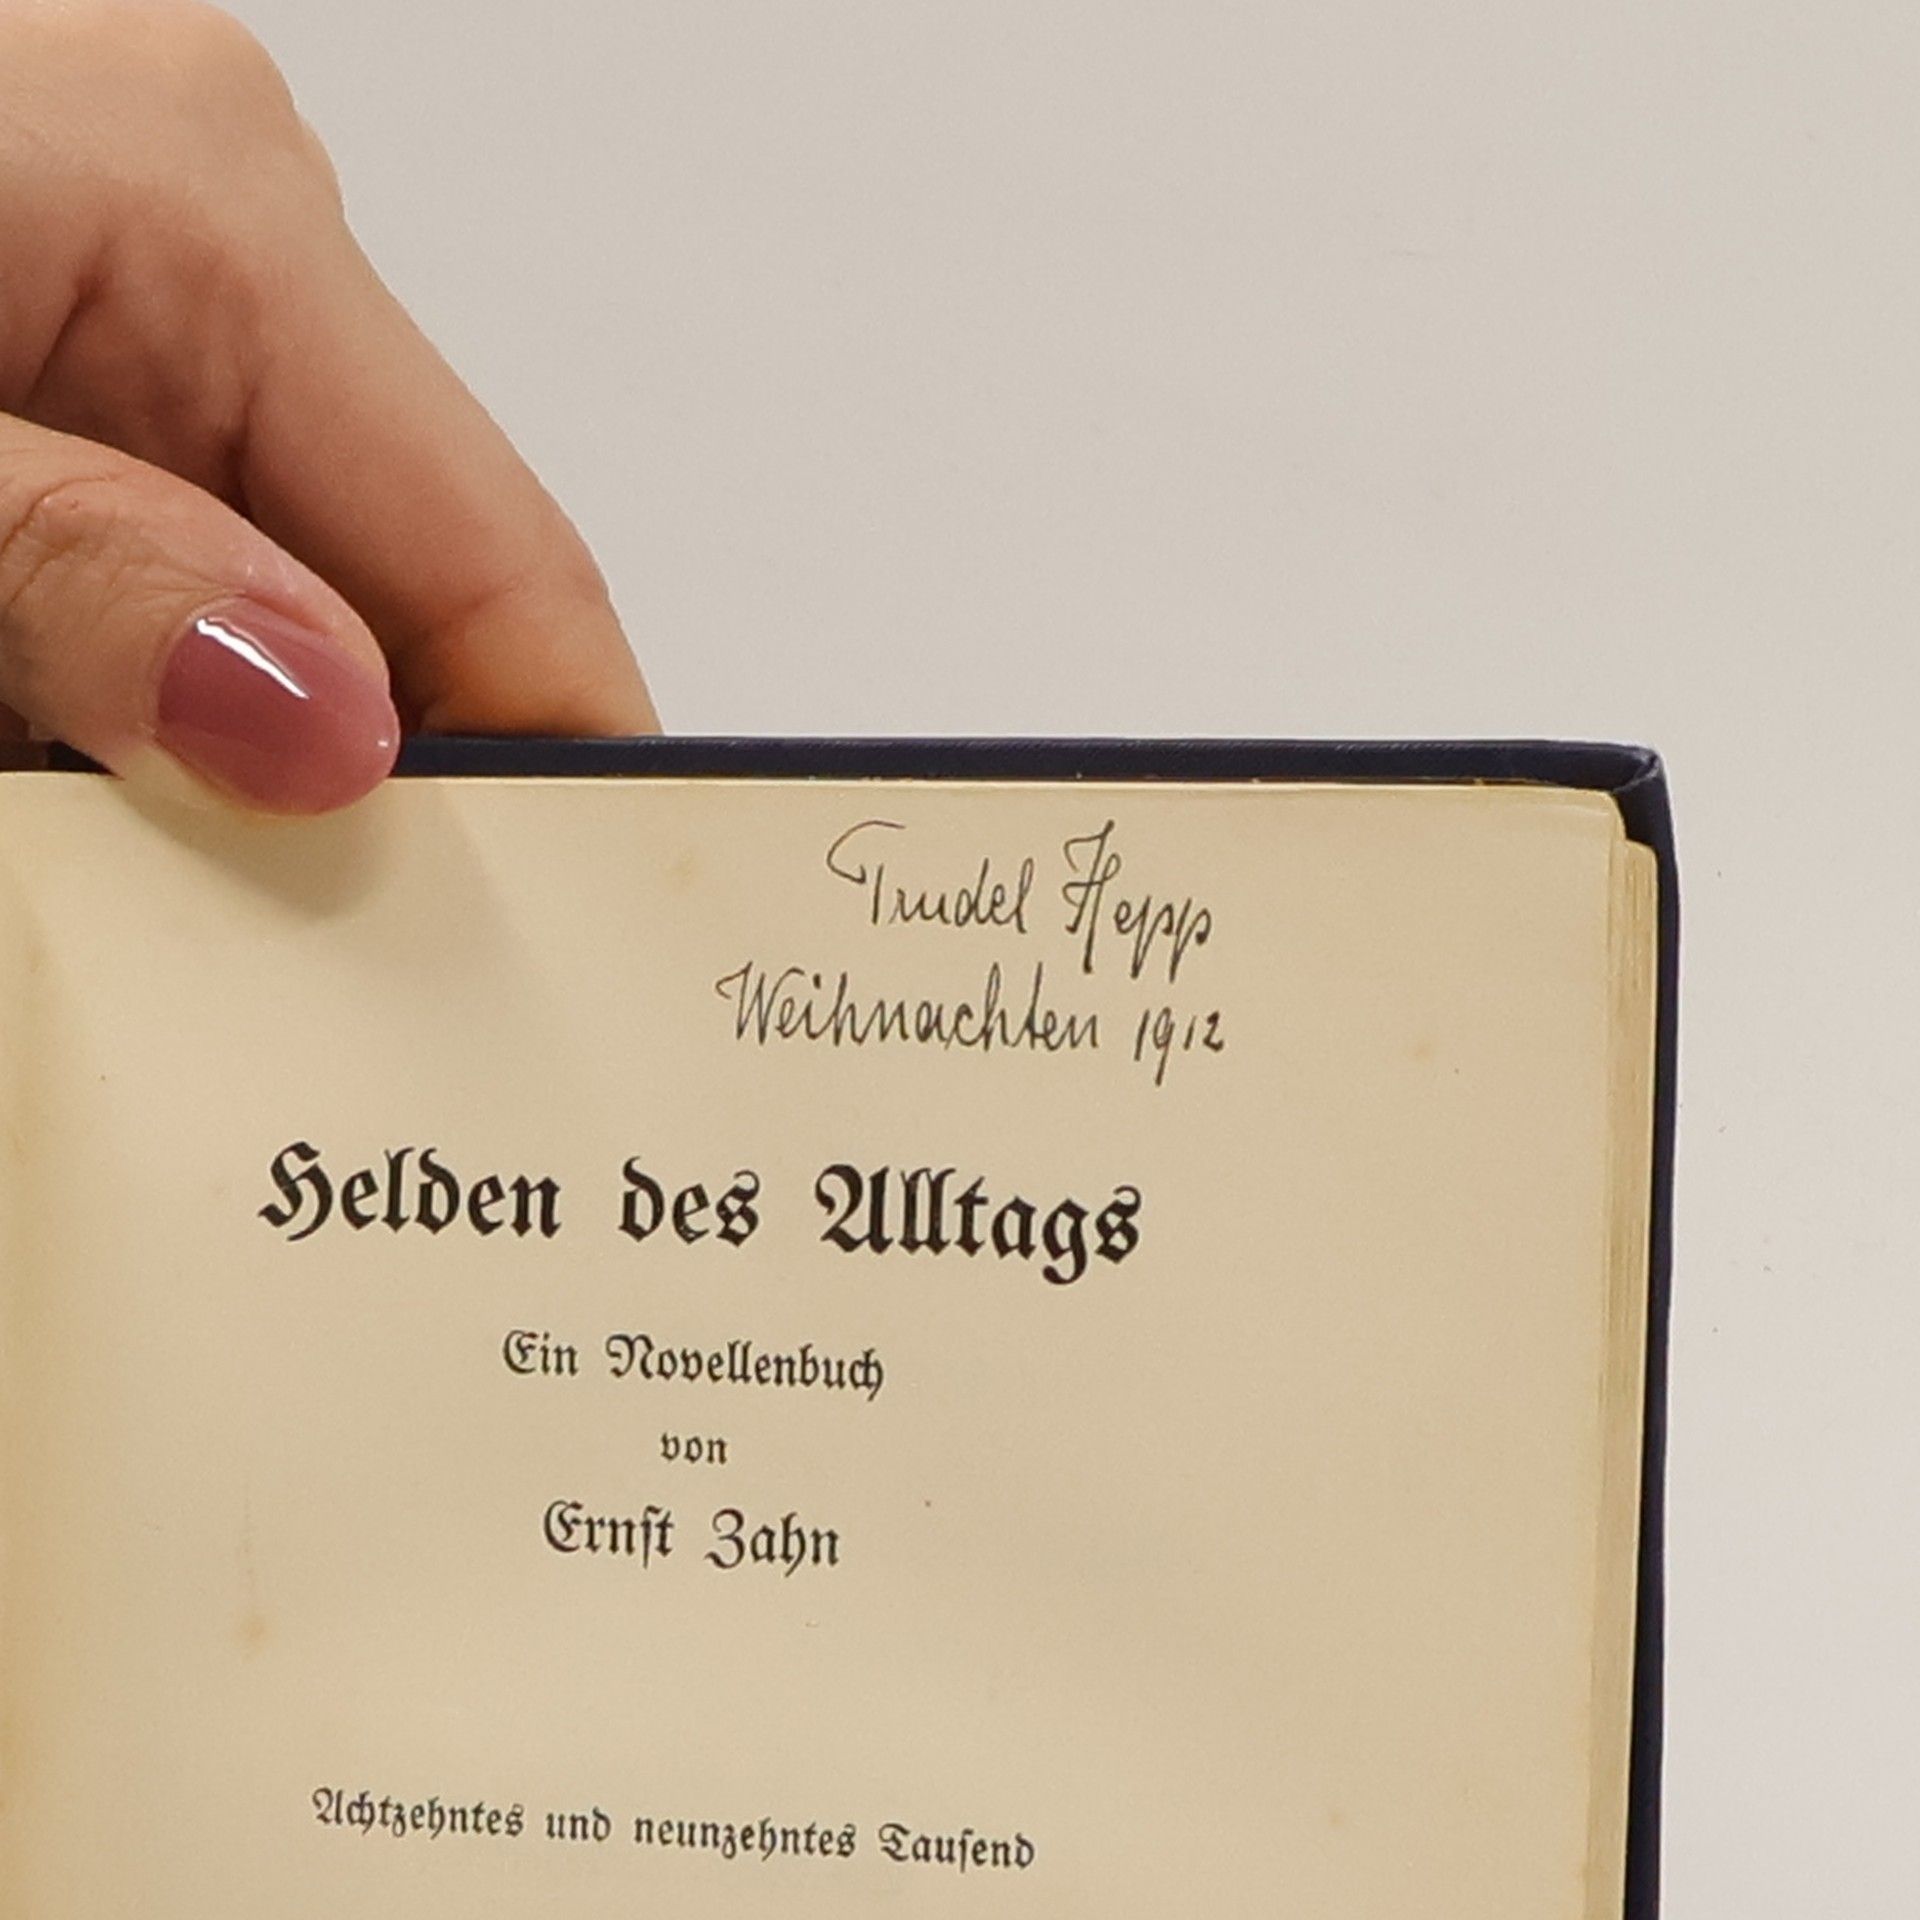 Trudel Hepp
Weihnachten 1912
Helden des Alltags
Ein Novellenbuch
von
Ernſt Zahn
Achtzehntes und neunzehntes Tauſend